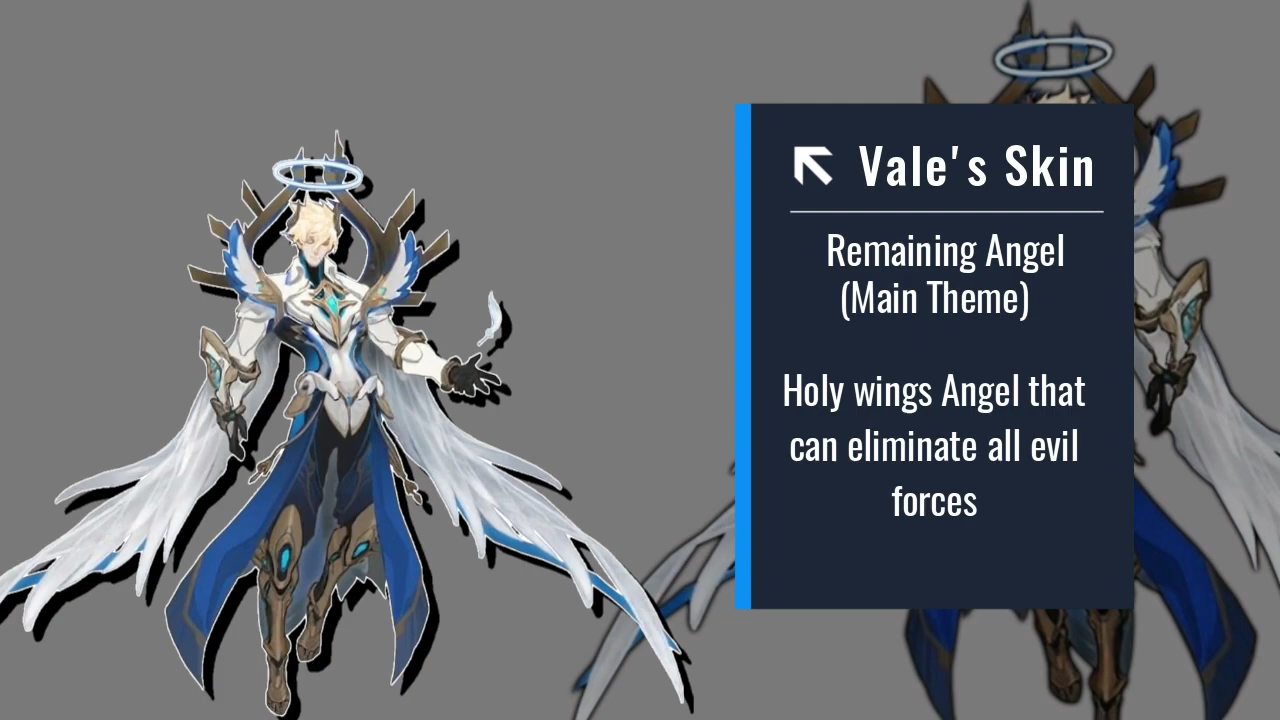 Vale's Skin
Remaining Angel
(Main Theme)
Holy wings Angel that
can eliminate all evil
forces